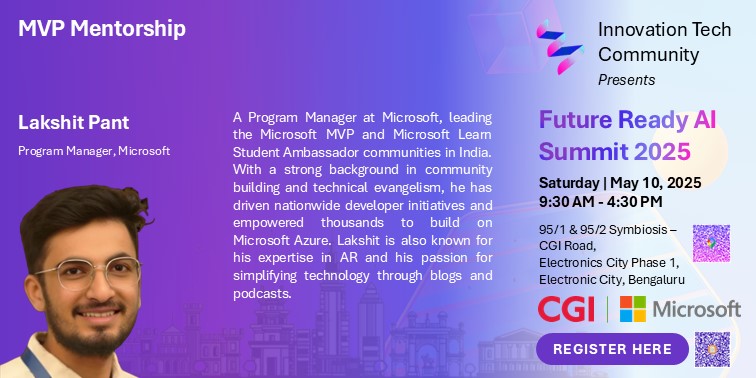 MVP Mentorship
Lakshit Pant
Program Manager, Microsoft
A Program Manager at Microsoft, leading
the Microsoft MVP and Microsoft Learn
Student Ambassador communities in India.
With a strong background in community
building and technical evangelism, he has
driven nationwide developer initiatives and
empowered thousands to build on
Microsoft Azure. Lakshit is also known for
his expertise in AR and his passion for
simplifying technology through blogs and
podcasts.
Innovation Tech
Community
Presents
Future Ready AI
Summit 2025
Saturday | May 10, 2025
9:30 AM - 4:30 PM
95/1 & 95/2 Symbiosis –
CGI Road,
Electronics City Phase 1,
Electronic City, Bengaluru
CGI | Microsoft
REGISTER HERE